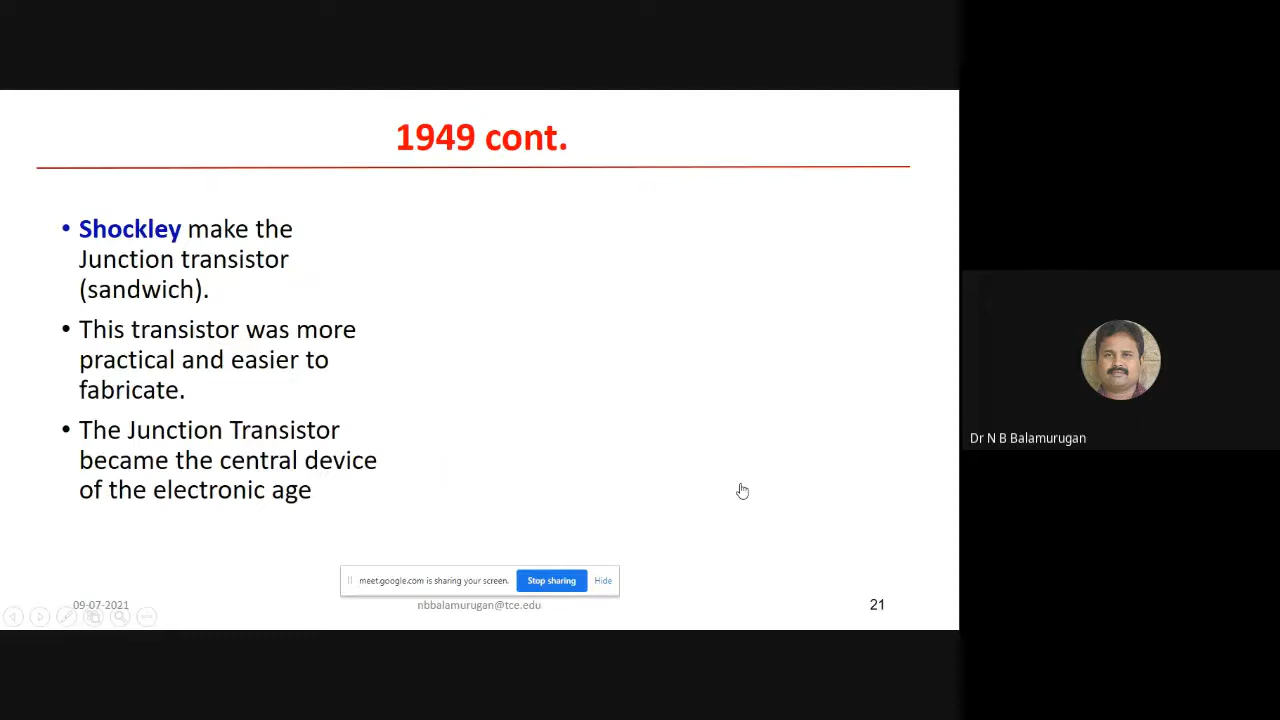 1949 cont.
• Shockley make the
Junction transistor
(sandwich).
• This transistor was more
practical and easier to
fabricate.
• The Junction Transistor
became the central device
of the electronic age
meet.google.com is sharing your screen. Stop sharing Hide
09-07-2021 nbbalamurugan@tce.edu 21
Dr N B Balamurugan